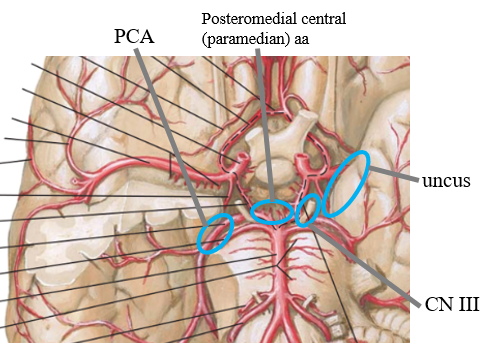 Posteromedial central
(paramedian) aa
PCA
uncus
CN III